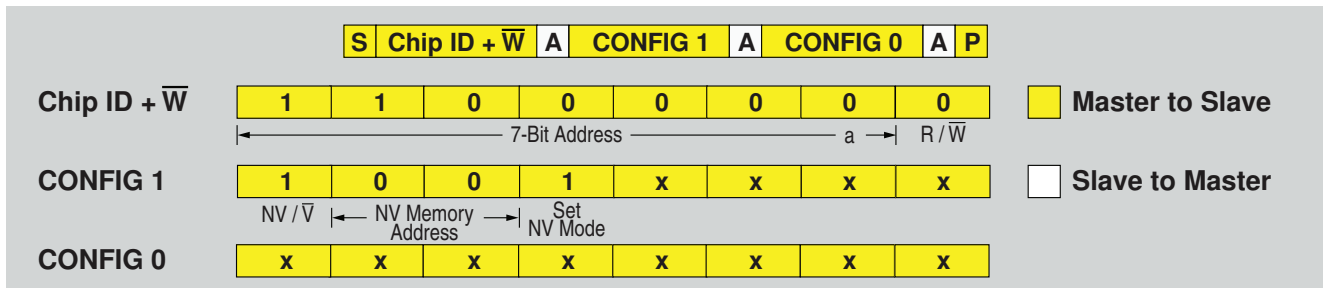 S Chip ID + W̅ A CONFIG 1 A CONFIG 0 A P
Chip ID + W̅ 1 1 0 0 0 0 0 0 Master to Slave
7-Bit Address a R / W̅
CONFIG 1 1 0 0 1 x x x x Slave to Master
NV / V̅ NV Memory Address Set NV Mode
CONFIG 0 x x x x x x x x